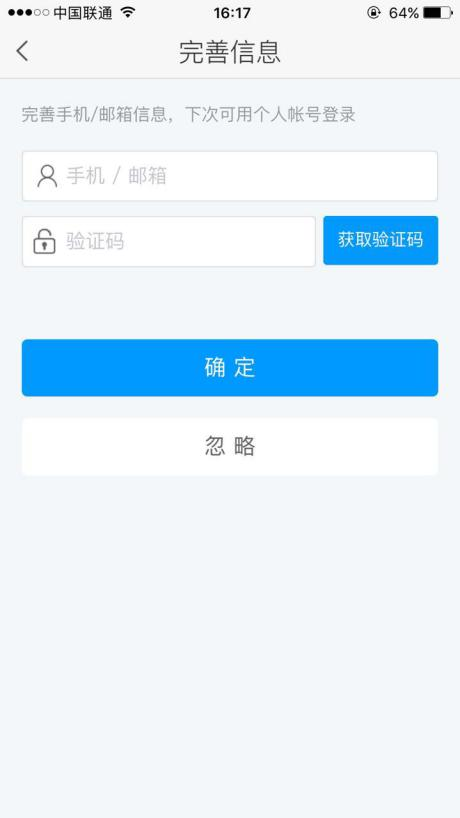 中国联通 16:17 64%
完善信息
完善手机/邮箱信息，下次可用个人帐号登录
手机 / 邮箱
验证码 获取验证码
确 定
忽 略